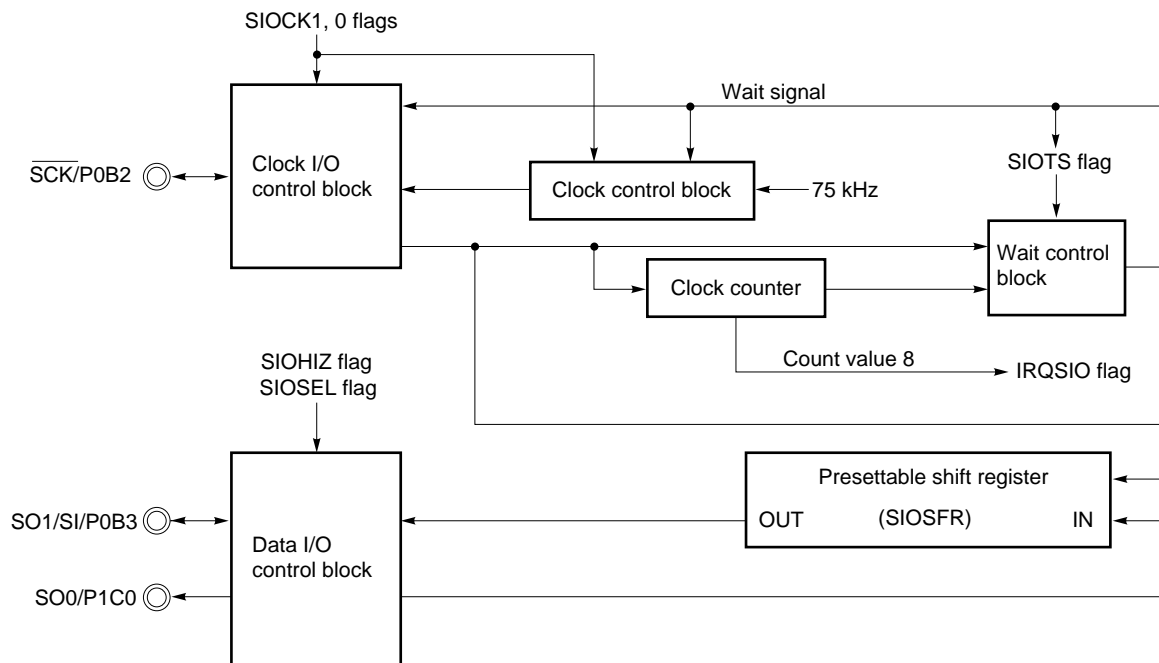 SIOCK1, 0 flags
Wait signal
Clock I/O
control block
SCK/P0B2
Clock control block
75 kHz
SIOTS flag
Wait control
block
Clock counter
Count value 8
IRQSIO flag
SIOHIZ flag
SIOSEL flag
Presettable shift register
(SIOSFR)
OUT
IN
SO1/SI/P0B3
Data I/O
control block
SO0/P1C0